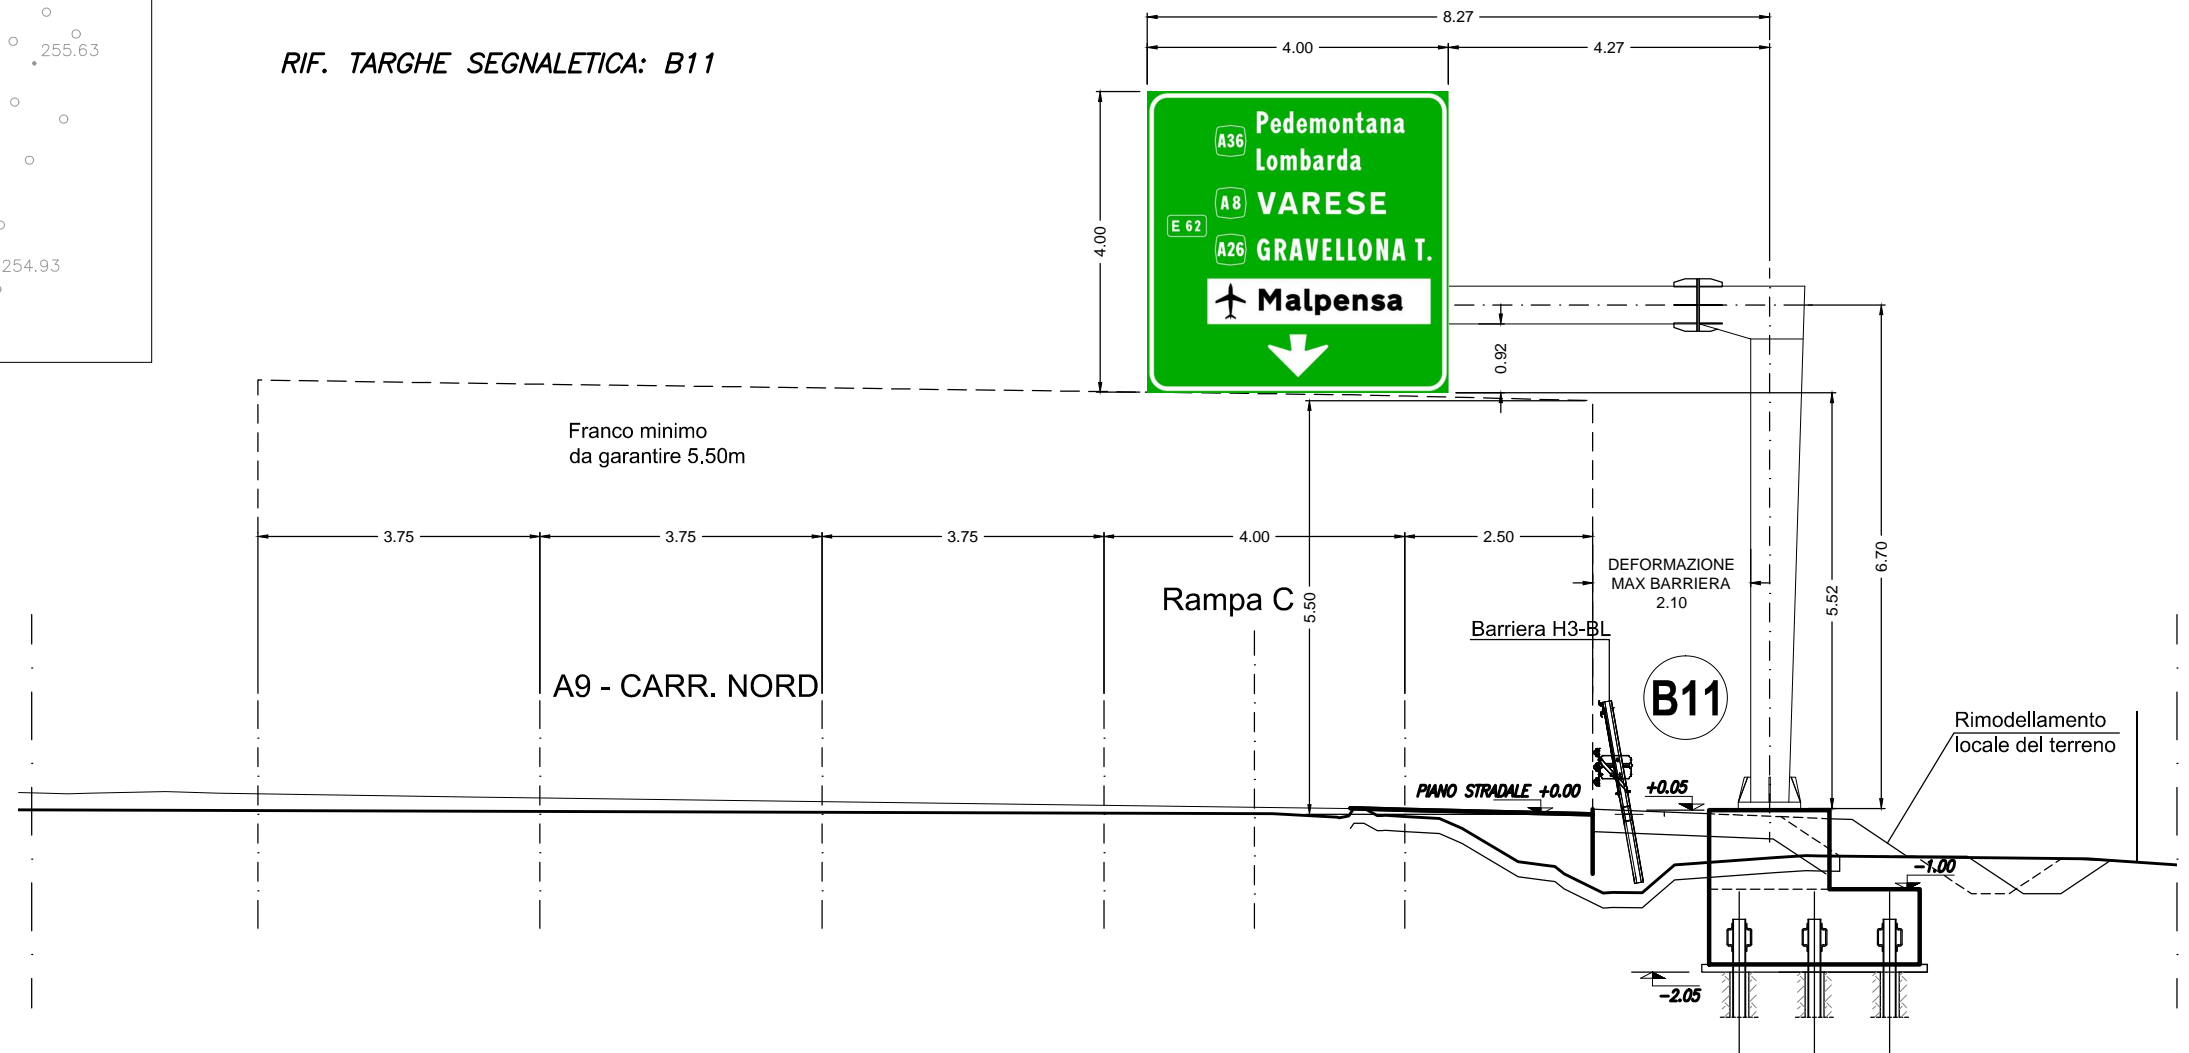 255.63
254.93
RIF. TARGHE SEGNALETICA: B11
8.27
4.00
4.27
4.00
A36 Pedemontana
Lombarda
A8 VARESE
E 62
A26 GRAVELLONA T.
Malpensa
0.92
Franco minimo
da garantire 5.50m
3.75
3.75
3.75
4.00
2.50
5.50
DEFORMAZIONE
MAX BARRIERA
2.10
5.52
6.70
Rampa C
Barriera H3-BL
A9 - CARR. NORD
B11
Rimodellamento
locale del terreno
PIANO STRADALE +0.00
+0.05
-1.00
-2.05